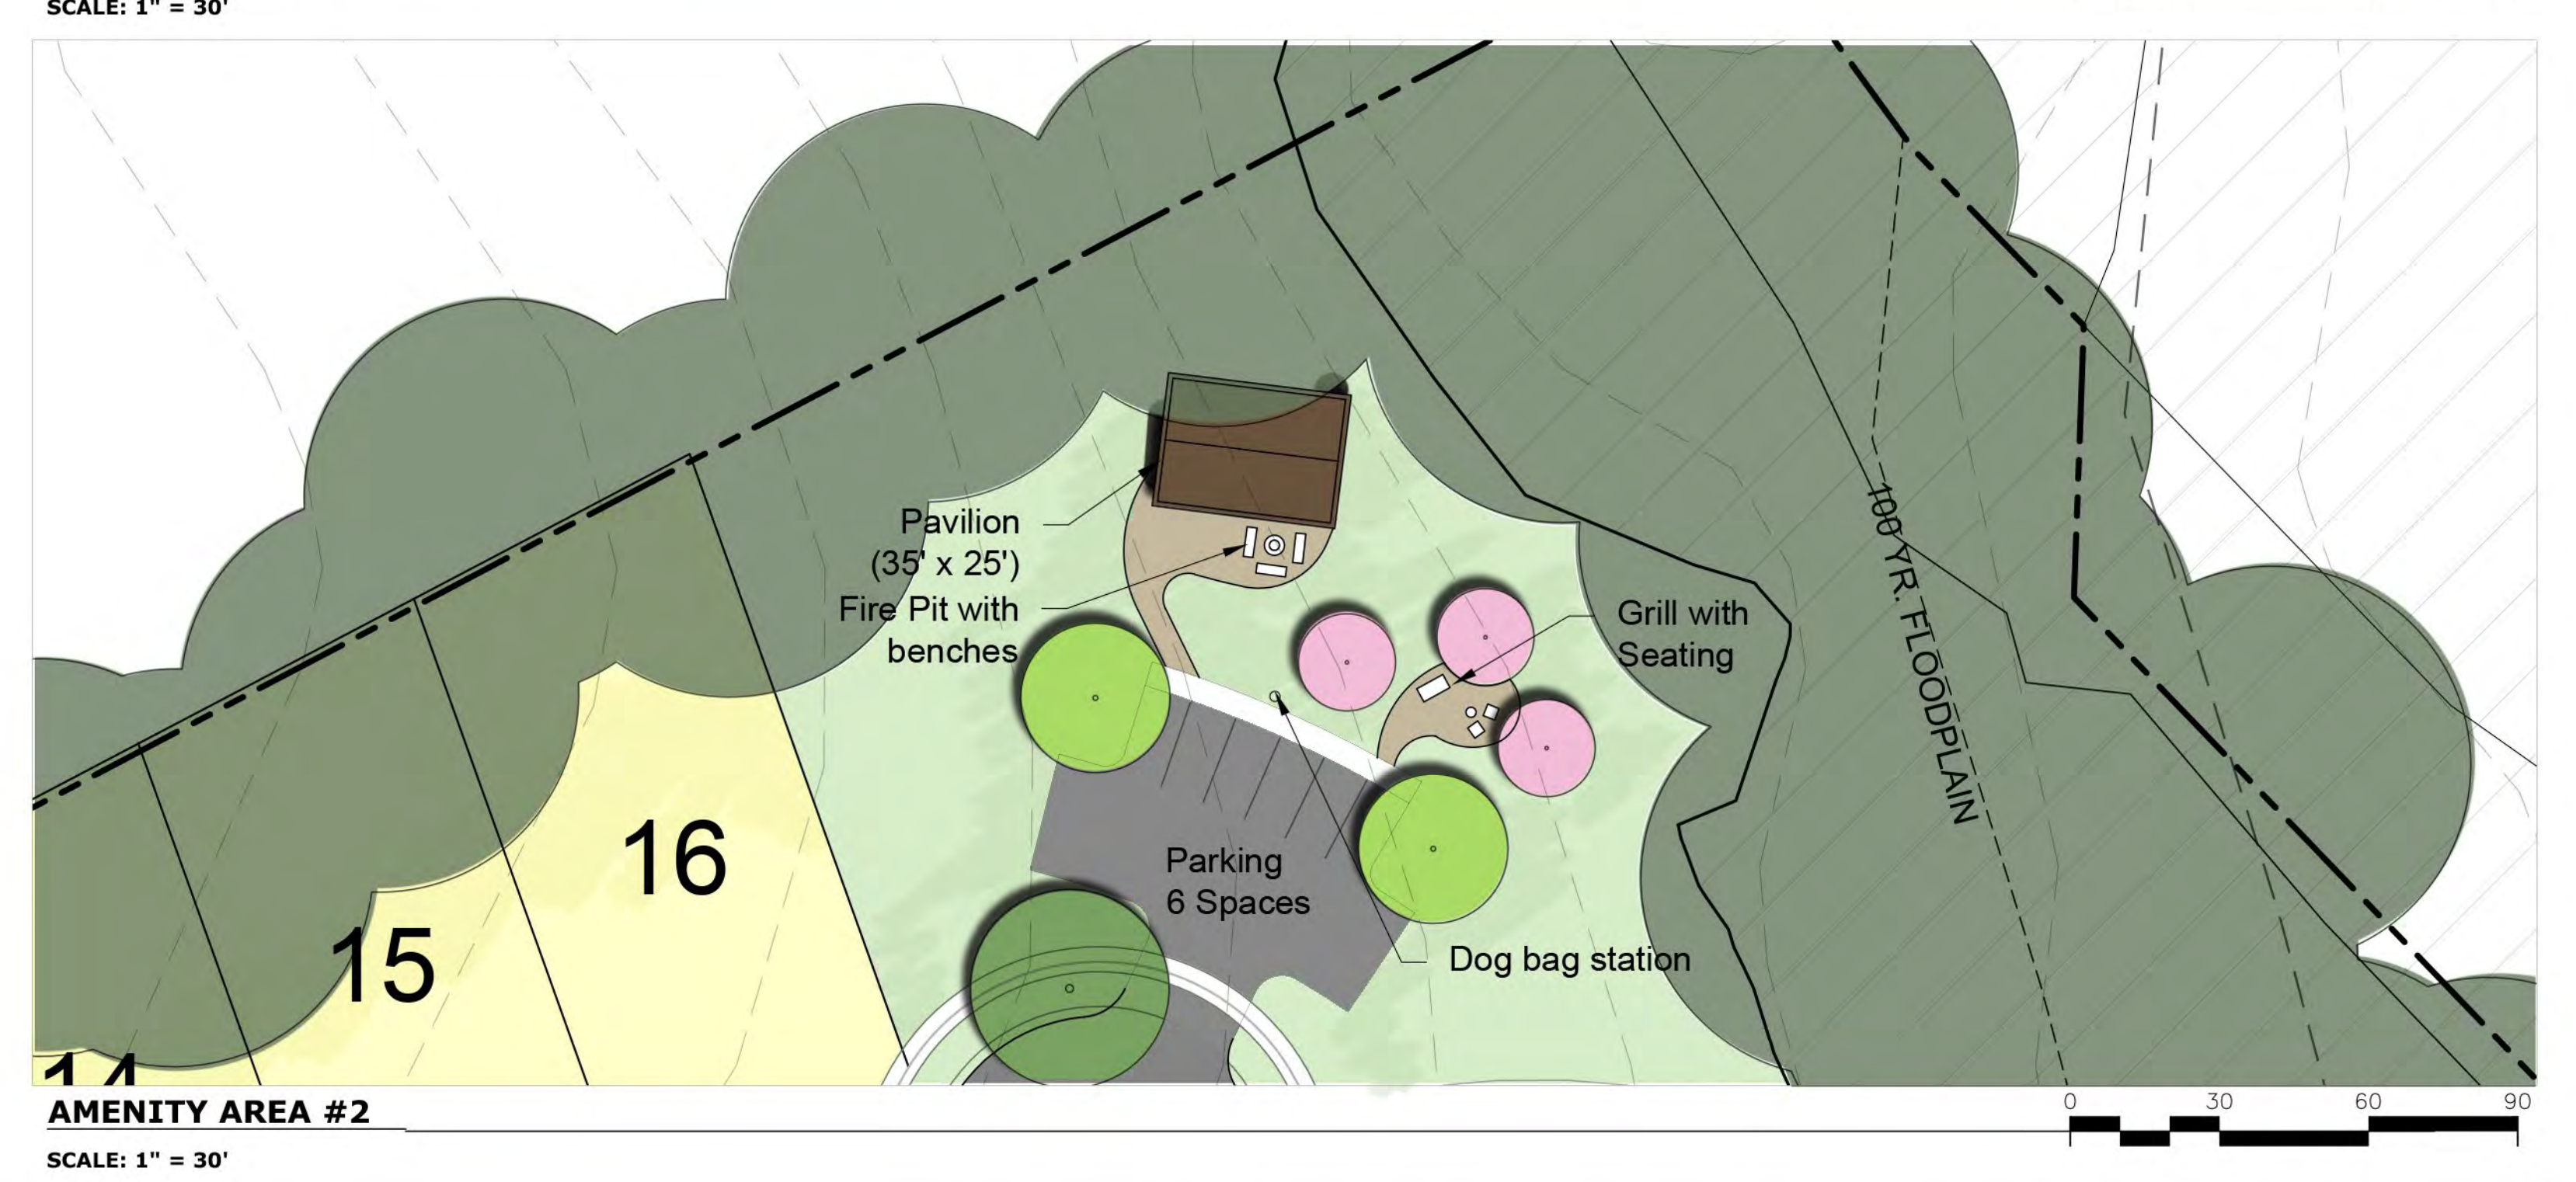 SCALE: 1" = 30'
Pavilion
(35' x 25')
Fire Pit with
benches
Grill with
Seating
100 YR. FLOODPLAIN
16
Parking
6 Spaces
15
Dog bag station
14
AMENITY AREA #2
0 30 60 90
SCALE: 1" = 30'